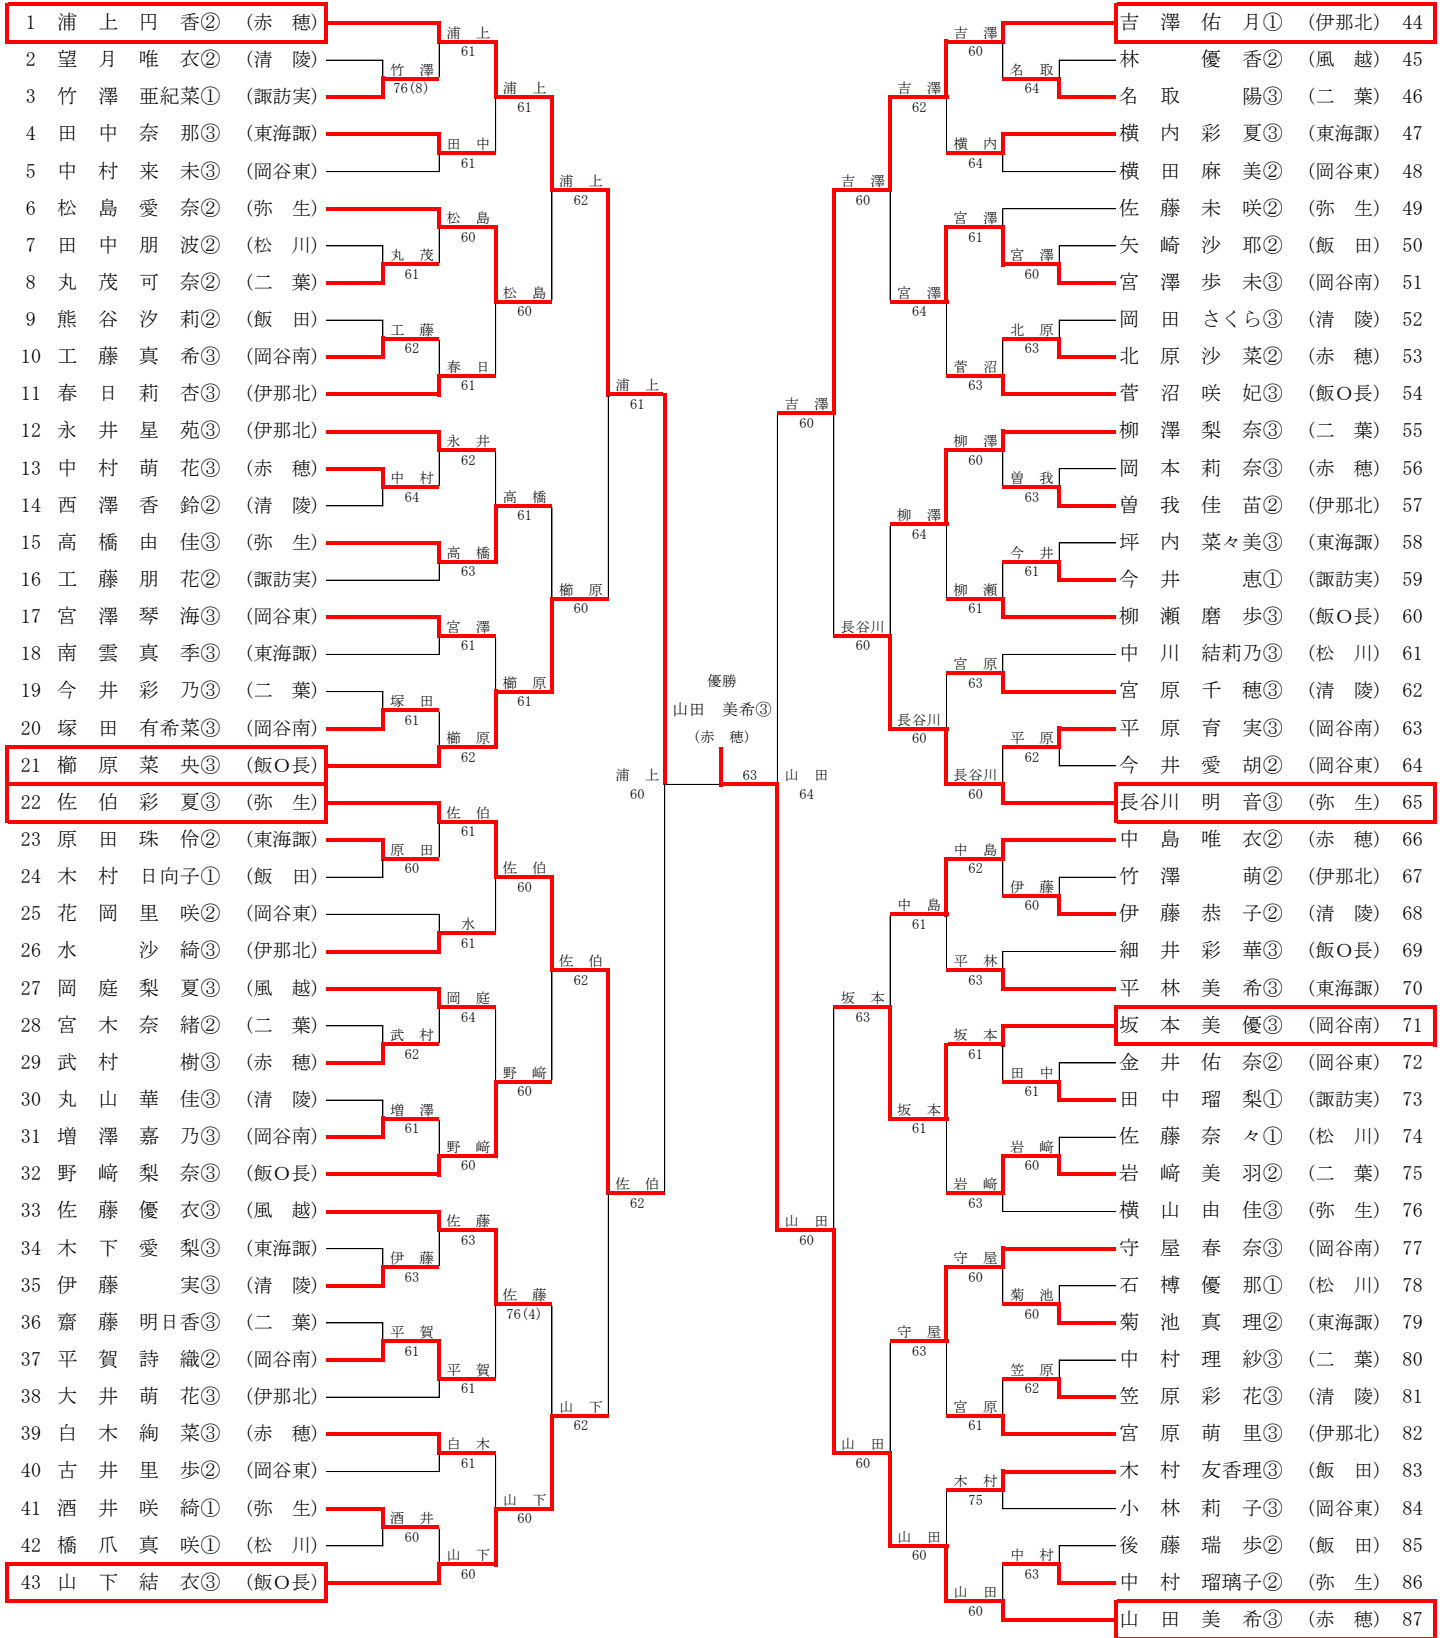 1 浦上円香② (赤穂)
2 望月唯衣② (清陵)
3 竹澤亜紀菜① (諏訪実)
4 田中奈那③ (東海諏)
5 中村来未③ (岡谷東)
6 松島愛奈② (弥生)
7 田中朋波② (松川)
8 丸茂可奈② (二葉)
9 熊谷汐莉② (飯田)
10 工藤真希③ (岡谷南)
11 春日莉杏③ (伊那北)
12 永井星苑③ (伊那北)
13 中村萌花③ (赤穂)
14 西澤香鈴② (清陵)
15 高橋由佳③ (弥生)
16 工藤朋花② (諏訪実)
17 宮澤琴海③ (岡谷東)
18 南雲真季③ (東海諏)
19 今井彩乃③ (二葉)
20 塚田有希菜③ (岡谷南)
21 櫛原菜央③ (飯O長)
22 佐伯彩夏③ (弥生)
23 原田珠伶② (東海諏)
24 木村日向子① (飯田)
25 花岡里咲② (岡谷東)
26 水沙綺③ (伊那北)
27 岡庭梨夏③ (風越)
28 宮木奈緒② (二葉)
29 武村樹③ (赤穂)
30 丸山華佳③ (清陵)
31 増澤嘉乃③ (岡谷南)
32 野﨑梨奈③ (飯O長)
33 佐藤優衣③ (風越)
34 木下愛梨③ (東海諏)
35 伊藤実③ (清陵)
36 齋藤明日香③ (二葉)
37 平賀詩織② (岡谷南)
38 大井萌花③ (伊那北)
39 白木絢菜③ (赤穂)
40 古井里歩② (岡谷東)
41 酒井咲綺① (弥生)
42 橋爪真咲① (松川)
43 山下結衣③ (飯O長)
竹澤
76(8)
丸茂
61
工藤
62
中村
64
塚田
61
原田
60
武村
62
増澤
61
伊藤
63
平賀
61
酒井
60
浦上
61
田中
61
松島
60
春日
61
永井
62
高橋
63
宮澤
61
櫛原
62
佐伯
61
水
61
岡庭
64
野﨑
60
佐藤
63
平賀
61
白木
61
山下
60
浦上
61
松島
60
高橋
61
櫛原
61
佐伯
60
野﨑
60
佐藤
76(4)
山下
60
浦上
62
櫛原
60
佐伯
62
山下
62
浦上
61
佐伯
62
浦上
60
優勝
山田 美希③
(赤穂)
63
山田
64
吉澤
60
山田
60
吉澤
60
長谷川
60
坂本
63
山田
60
吉澤
62
宮澤
64
柳澤
64
長谷川
60
中島
61
坂本
61
守屋
63
山田
60
吉澤
60
横内
64
宮澤
61
菅沼
63
柳澤
60
柳瀬
61
宮原
63
長谷川
60
中島
62
平林
63
坂本
61
岩﨑
63
守屋
60
宮原
61
木村
75
山田
60
名取
64
宮澤
60
北原
63
曽我
63
今井
61
平原
62
伊藤
60
田中
61
岩﨑
60
菊池
60
笠原
62
中村
63
吉澤佑月① (伊那北) 44
林優香② (風越) 45
名取陽③ (二葉) 46
横内彩夏③ (東海諏) 47
横田麻美② (岡谷東) 48
佐藤未咲② (弥生) 49
矢崎沙耶② (飯田) 50
宮澤歩未③ (岡谷南) 51
岡田さくら③ (清陵) 52
北原沙菜② (赤穂) 53
菅沼咲妃③ (飯O長) 54
柳澤梨奈③ (二葉) 55
岡本莉奈③ (赤穂) 56
曽我佳苗② (伊那北) 57
坪内菜々美③ (東海諏) 58
今井恵① (諏訪実) 59
柳瀬磨歩③ (飯O長) 60
中川結莉乃③ (松川) 61
宮原千穂③ (清陵) 62
平原育実③ (岡谷南) 63
今井愛胡② (岡谷東) 64
長谷川明音③ (弥生) 65
中島唯衣② (赤穂) 66
竹澤萌② (伊那北) 67
伊藤恭子② (清陵) 68
細井彩華③ (飯O長) 69
平林美希③ (東海諏) 70
坂本美優③ (岡谷南) 71
金井佑奈② (岡谷東) 72
田中瑠梨① (諏訪実) 73
佐藤奈々① (松川) 74
岩﨑美羽② (二葉) 75
横山由佳③ (弥生) 76
守屋春奈③ (岡谷南) 77
石榑優那① (松川) 78
菊池真理② (東海諏) 79
中村理紗③ (二葉) 80
笠原彩花③ (清陵) 81
宮原萌里③ (伊那北) 82
木村友香理③ (飯田) 83
小林莉子③ (岡谷東) 84
後藤瑞歩② (飯田) 85
中村瑠璃子② (弥生) 86
山田美希③ (赤穂) 87